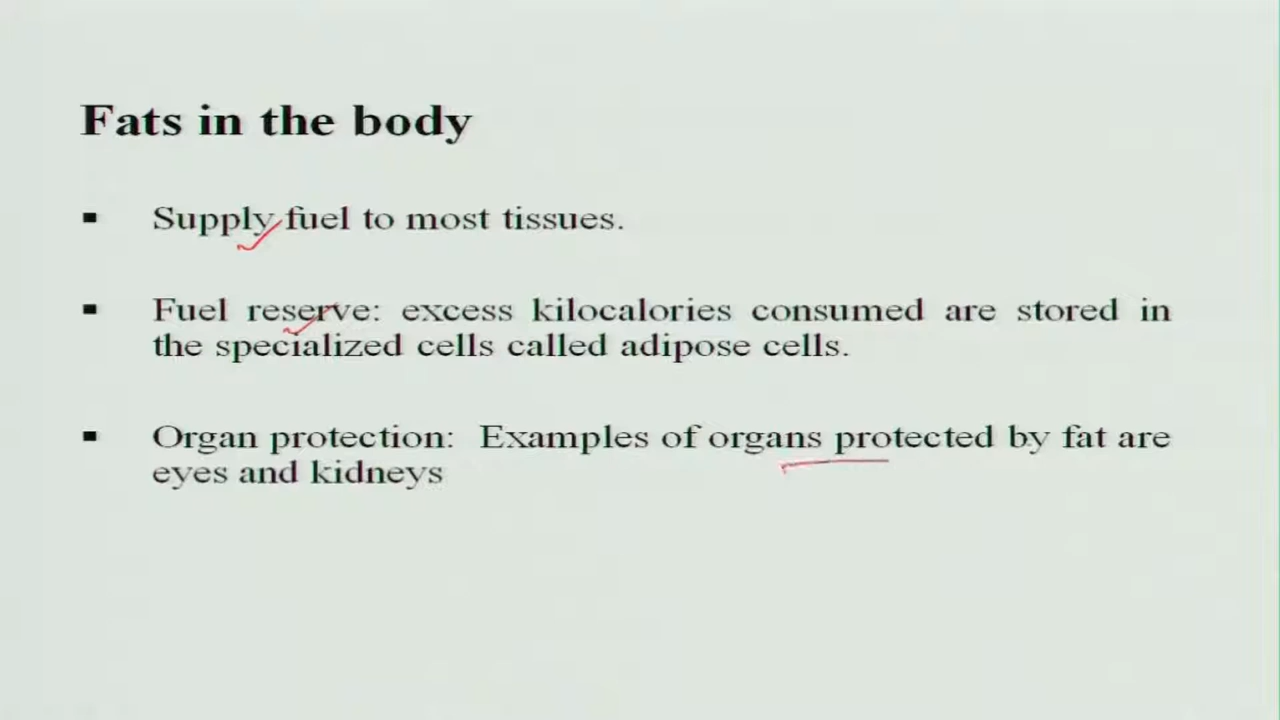 Fats in the body
▪ Supply fuel to most tissues.
▪ Fuel reserve: excess kilocalories consumed are stored in
the specialized cells called adipose cells.
▪ Organ protection: Examples of organs protected by fat are
eyes and kidneys